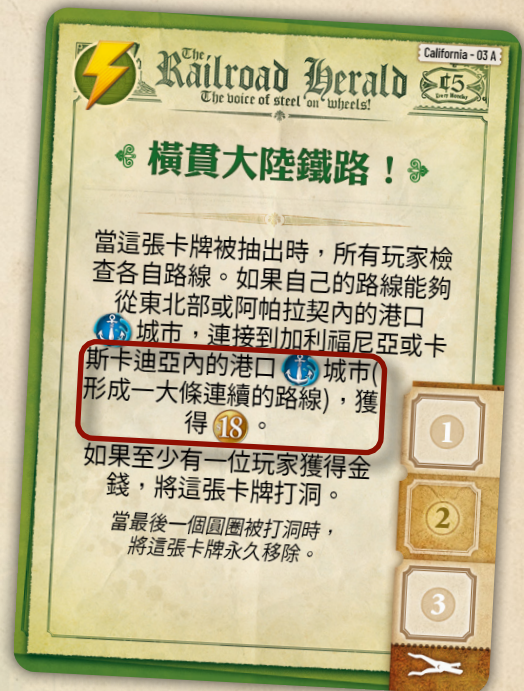 California - 03 A
The
Railroad Herald
The voice of steel on wheels!
₵5
Every Monday
橫貫大陸鐵路！
當這張卡牌被抽出時，所有玩家檢
查各自路線。如果自己的路線能夠
從東北部或阿帕拉契內的港口
城市，連接到加利福尼亞或卡
斯卡迪亞內的港口 城市(
形成一大條連續的路線)，獲
得 18 。
如果至少有一位玩家獲得金
錢，將這張卡牌打洞。
當最後一個圓圈被打洞時，
將這張卡牌永久移除。
1
2
3